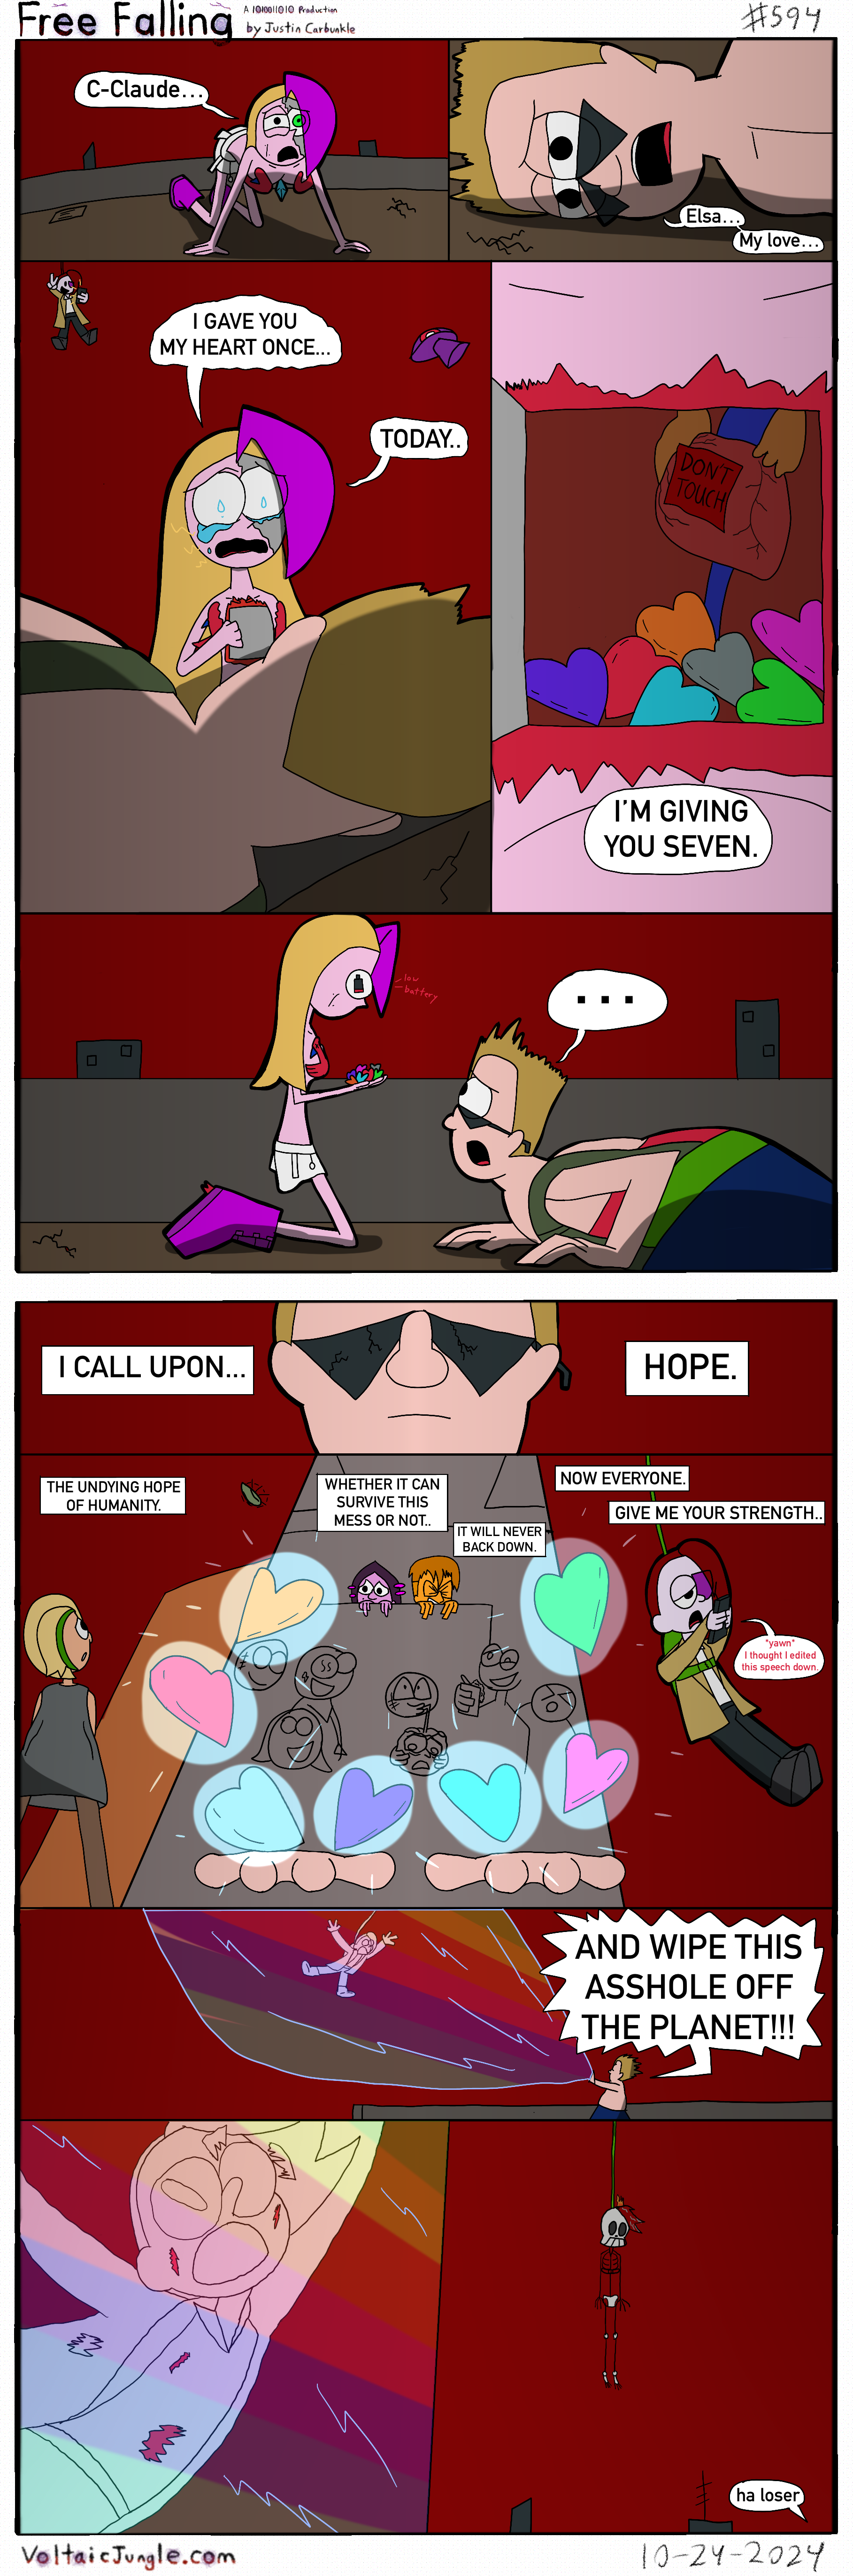 Free Falling
A 1010011010 Production
by Justin Carbunkle
#594
C-Claude...
Elsa...
My love...
I GAVE YOU
MY HEART ONCE...
TODAY..
DON'T
TOUCH
I'M GIVING
YOU SEVEN.
low
battery
...
I CALL UPON...
HOPE.
THE UNDYING HOPE
OF HUMANITY.
WHETHER IT CAN
SURVIVE THIS
MESS OR NOT..
IT WILL NEVER
BACK DOWN.
NOW EVERYONE.
GIVE ME YOUR STRENGTH..
*yawn*
I thought I edited
this speech down.
AND WIPE THIS
ASSHOLE OFF
THE PLANET!!!
ha loser
VoltaicJungle.com
10-24-2024